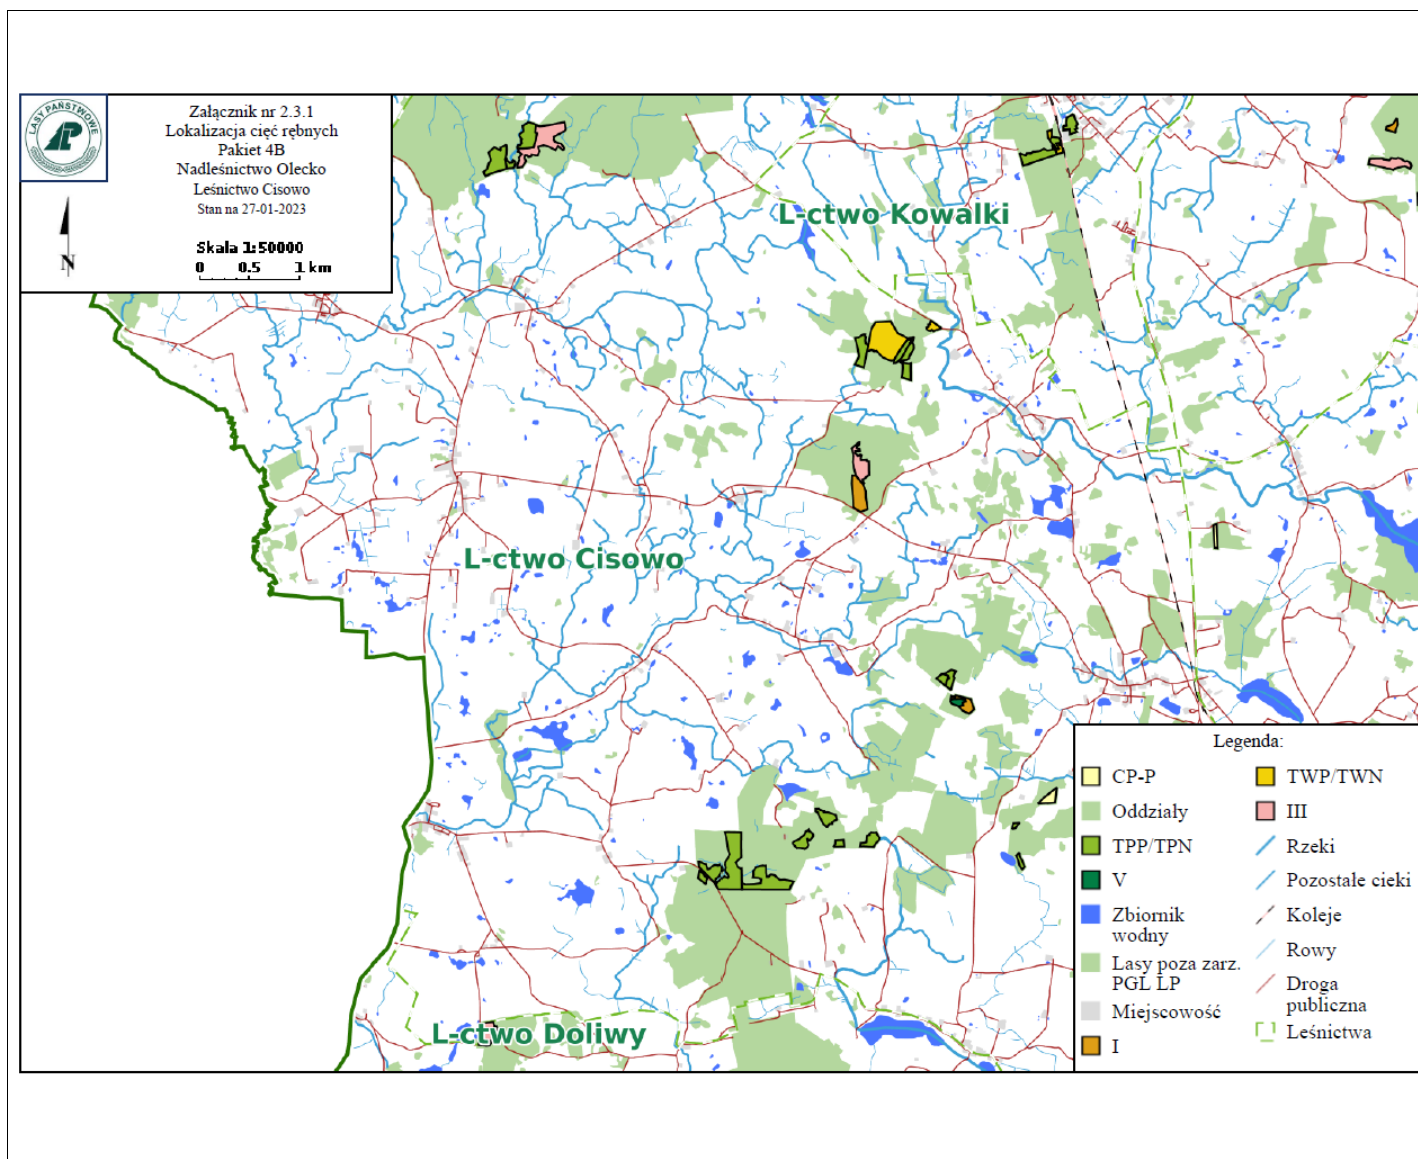 LASY PAŃSTWOWE
Załącznik nr 2.3.1
Lokalizacja cięć rębnych
Pakiet 4B
Nadleśnictwo Olecko
Leśnictwo Cisowo
Stan na 27-01-2023
N
Skala 1:50000
0 0.5 1 km
L-ctwo Kowalki
L-ctwo Cisowo
L-ctwo Doliwy
Legenda:
CP-P
Oddziały
TPP/TPN
V
Zbiornik
wodny
Lasy poza zarz.
PGL LP
Miejscowość
I
TWP/TWN
III
Rzeki
Pozostałe cieki
Koleje
Rowy
Droga
publiczna
Leśnictwa